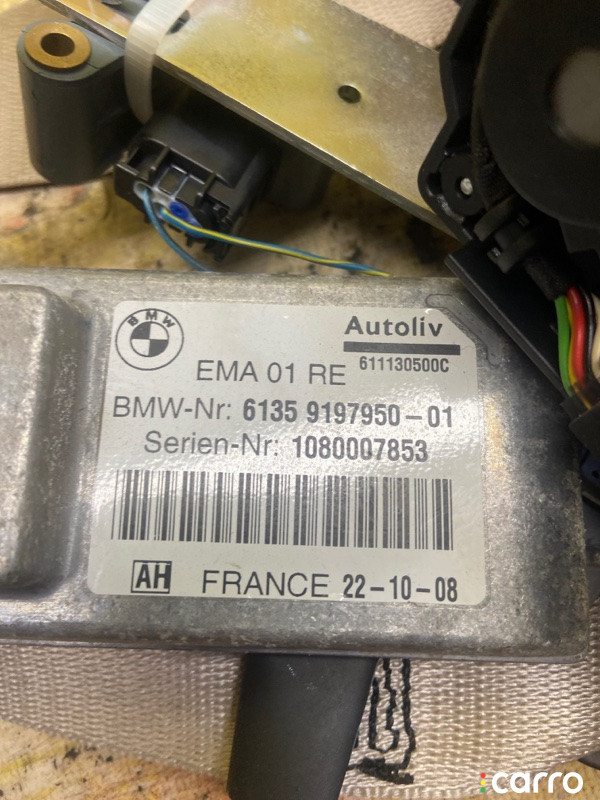 BMW
Autoliv
611130500C
EMA 01 RE
BMW-Nr: 6135 9197950-01
Serien-Nr: 1080007853
AH FRANCE 22-10-08
carro